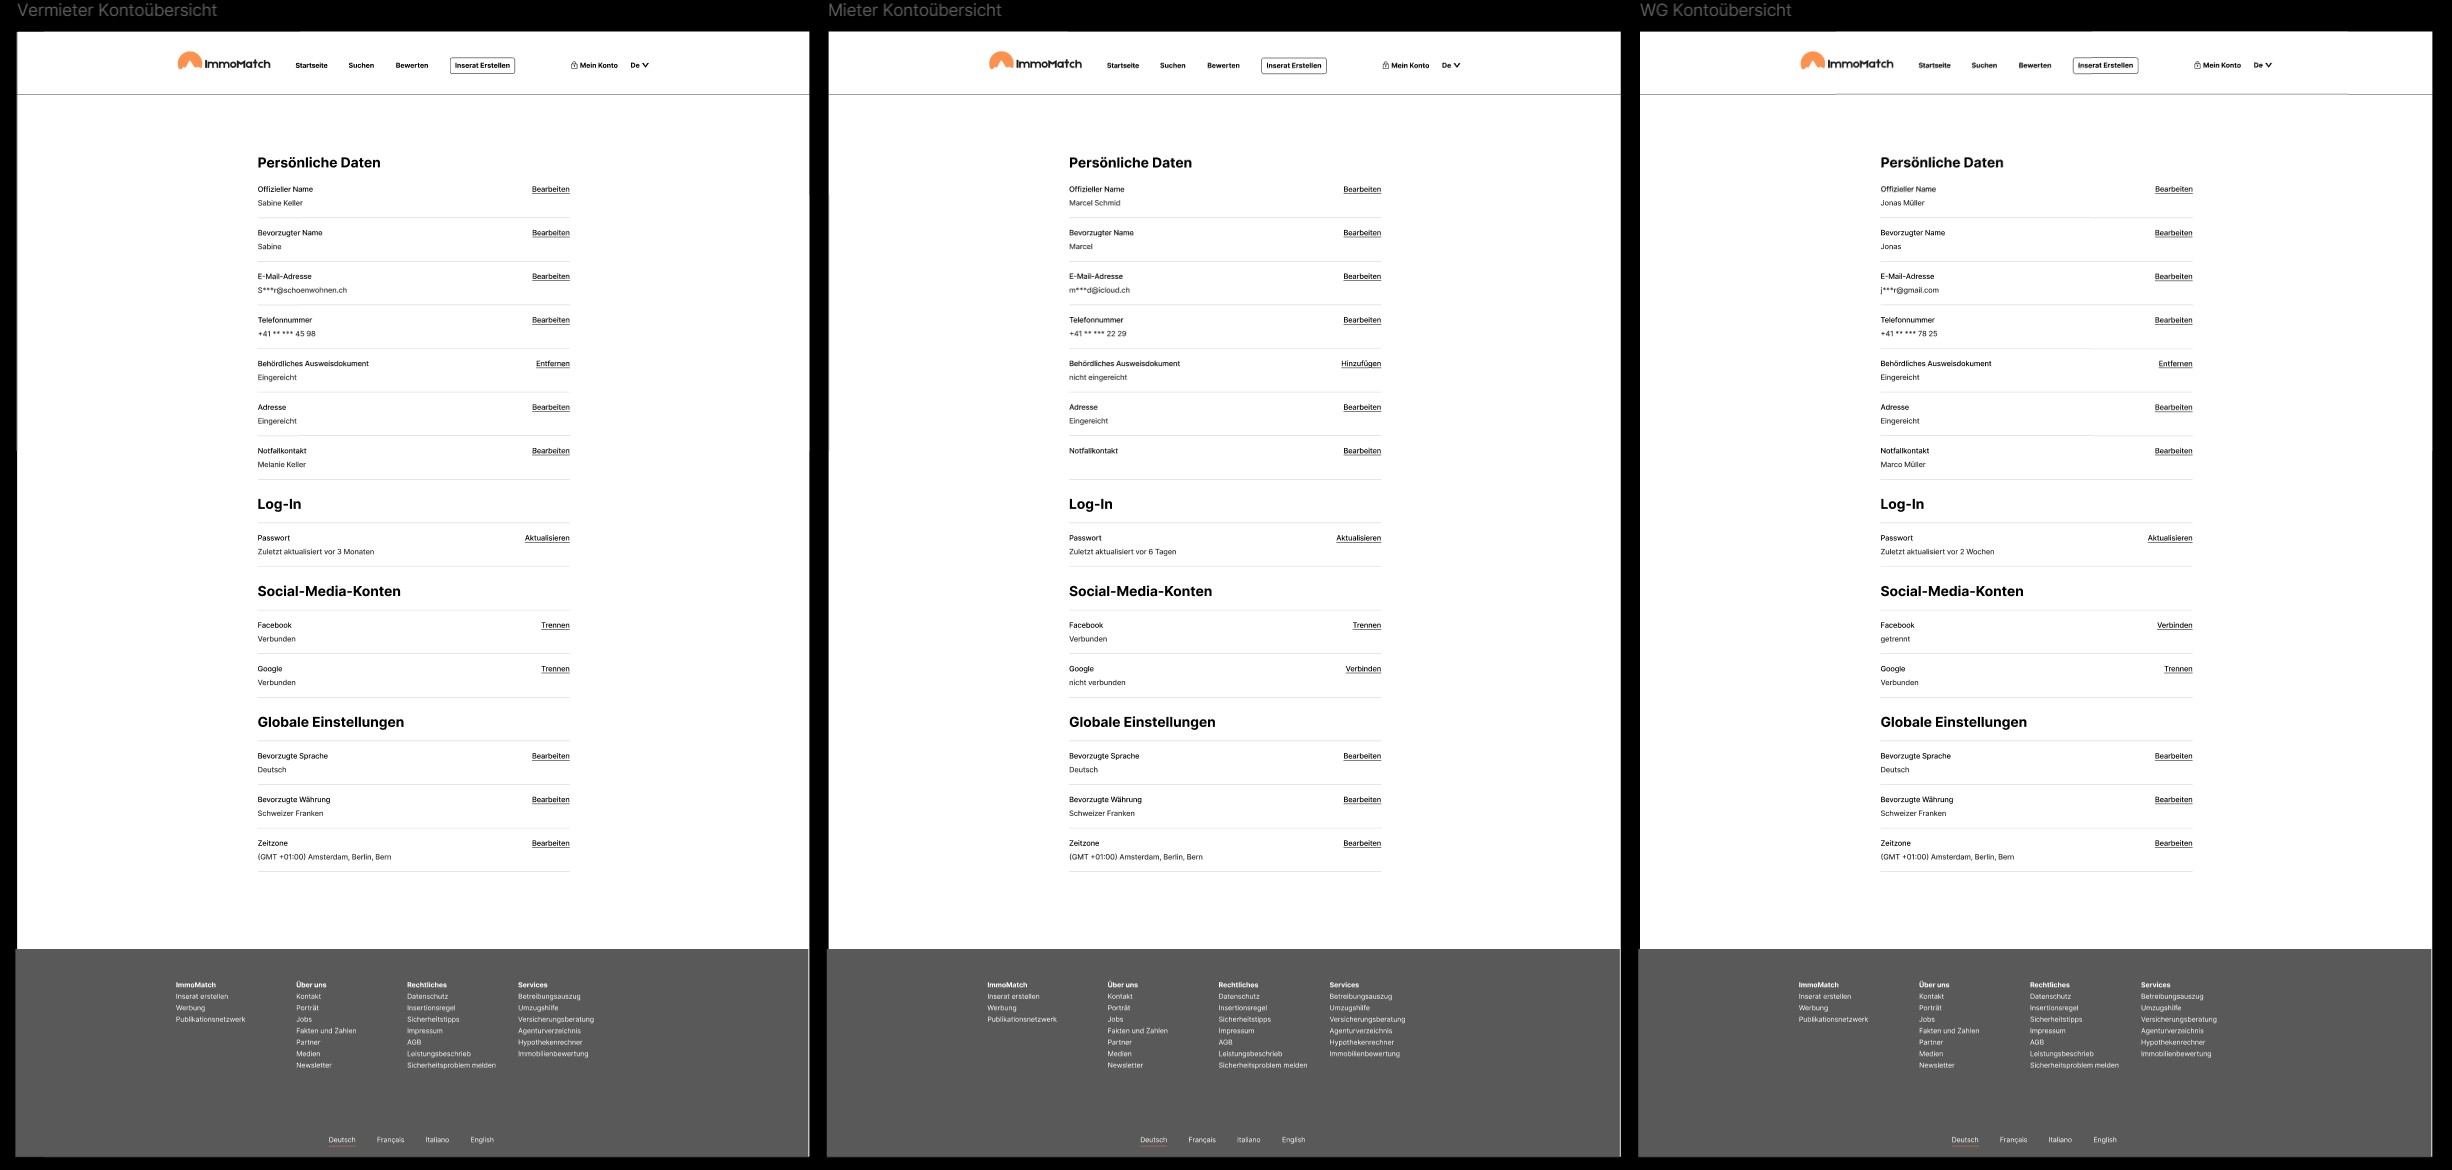 Vermieter Kontoübersicht
ImmoMatch
Startseite
Suchen
Bewerten
Inserat Erstellen
Mein Konto
De
Persönliche Daten
Offizieller Name
Bearbeiten
Sabine Keller
Bevorzugter Name
Bearbeiten
Sabine
E-Mail-Adresse
Bearbeiten
S***r@schoenwohnen.ch
Telefonnummer
Bearbeiten
+41 ** *** 45 98
Behördliches Ausweisdokument
Entfernen
Eingereicht
Adresse
Bearbeiten
Eingereicht
Notfallkontakt
Bearbeiten
Melanie Keller
Log-In
Passwort
Aktualisieren
Zuletzt aktualisiert vor 3 Monaten
Social-Media-Konten
Facebook
Trennen
Verbunden
Google
Trennen
Verbunden
Globale Einstellungen
Bevorzugte Sprache
Bearbeiten
Deutsch
Bevorzugte Währung
Bearbeiten
Schweizer Franken
Zeitzone
Bearbeiten
(GMT +01:00) Amsterdam, Berlin, Bern
ImmoMatch
Inserat erstellen
Werbung
Publikationsnetzwerk
Über uns
Kontakt
Porträt
Jobs
Fakten und Zahlen
Partner
Medien
Newsletter
Rechtliches
Datenschutz
Insertionsregel
Sicherheitstipps
Impressum
AGB
Leistungsbeschrieb
Sicherheitsproblem melden
Services
Betreibungsauszug
Umzugshilfe
Versicherungsberatung
Agenturverzeichnis
Hypothekenrechner
Immobilienbewertung
Deutsch
Français
Italiano
English
Mieter Kontoübersicht
ImmoMatch
Startseite
Suchen
Bewerten
Inserat Erstellen
Mein Konto
De
Persönliche Daten
Offizieller Name
Bearbeiten
Marcel Schmid
Bevorzugter Name
Bearbeiten
Marcel
E-Mail-Adresse
Bearbeiten
m***d@icloud.ch
Telefonnummer
Bearbeiten
+41 ** *** 22 29
Behördliches Ausweisdokument
Hinzufügen
nicht eingereicht
Adresse
Bearbeiten
Eingereicht
Notfallkontakt
Bearbeiten
Log-In
Passwort
Aktualisieren
Zuletzt aktualisiert vor 6 Tagen
Social-Media-Konten
Facebook
Trennen
Verbunden
Google
Verbinden
nicht verbunden
Globale Einstellungen
Bevorzugte Sprache
Bearbeiten
Deutsch
Bevorzugte Währung
Bearbeiten
Schweizer Franken
Zeitzone
Bearbeiten
(GMT +01:00) Amsterdam, Berlin, Bern
ImmoMatch
Inserat erstellen
Werbung
Publikationsnetzwerk
Über uns
Kontakt
Porträt
Jobs
Fakten und Zahlen
Partner
Medien
Newsletter
Rechtliches
Datenschutz
Insertionsregel
Sicherheitstipps
Impressum
AGB
Leistungsbeschrieb
Sicherheitsproblem melden
Services
Betreibungsauszug
Umzugshilfe
Versicherungsberatung
Agenturverzeichnis
Hypothekenrechner
Immobilienbewertung
Deutsch
Français
Italiano
English
WG Kontoübersicht
ImmoMatch
Startseite
Suchen
Bewerten
Inserat Erstellen
Mein Konto
De
Persönliche Daten
Offizieller Name
Bearbeiten
Jonas Müller
Bevorzugter Name
Bearbeiten
Jonas
E-Mail-Adresse
Bearbeiten
j***r@gmail.com
Telefonnummer
Bearbeiten
+41 ** *** 78 25
Behördliches Ausweisdokument
Entfernen
Eingereicht
Adresse
Bearbeiten
Eingereicht
Notfallkontakt
Bearbeiten
Marco Müller
Log-In
Passwort
Aktualisieren
Zuletzt aktualisiert vor 2 Wochen
Social-Media-Konten
Facebook
Verbinden
getrennt
Google
Trennen
Verbunden
Globale Einstellungen
Bevorzugte Sprache
Bearbeiten
Deutsch
Bevorzugte Währung
Bearbeiten
Schweizer Franken
Zeitzone
Bearbeiten
(GMT +01:00) Amsterdam, Berlin, Bern
ImmoMatch
Inserat erstellen
Werbung
Publikationsnetzwerk
Über uns
Kontakt
Porträt
Jobs
Fakten und Zahlen
Partner
Medien
Newsletter
Rechtliches
Datenschutz
Insertionsregel
Sicherheitstipps
Impressum
AGB
Leistungsbeschrieb
Sicherheitsproblem melden
Services
Betreibungsauszug
Umzugshilfe
Versicherungsberatung
Agenturverzeichnis
Hypothekenrechner
Immobilienbewertung
Deutsch
Français
Italiano
English